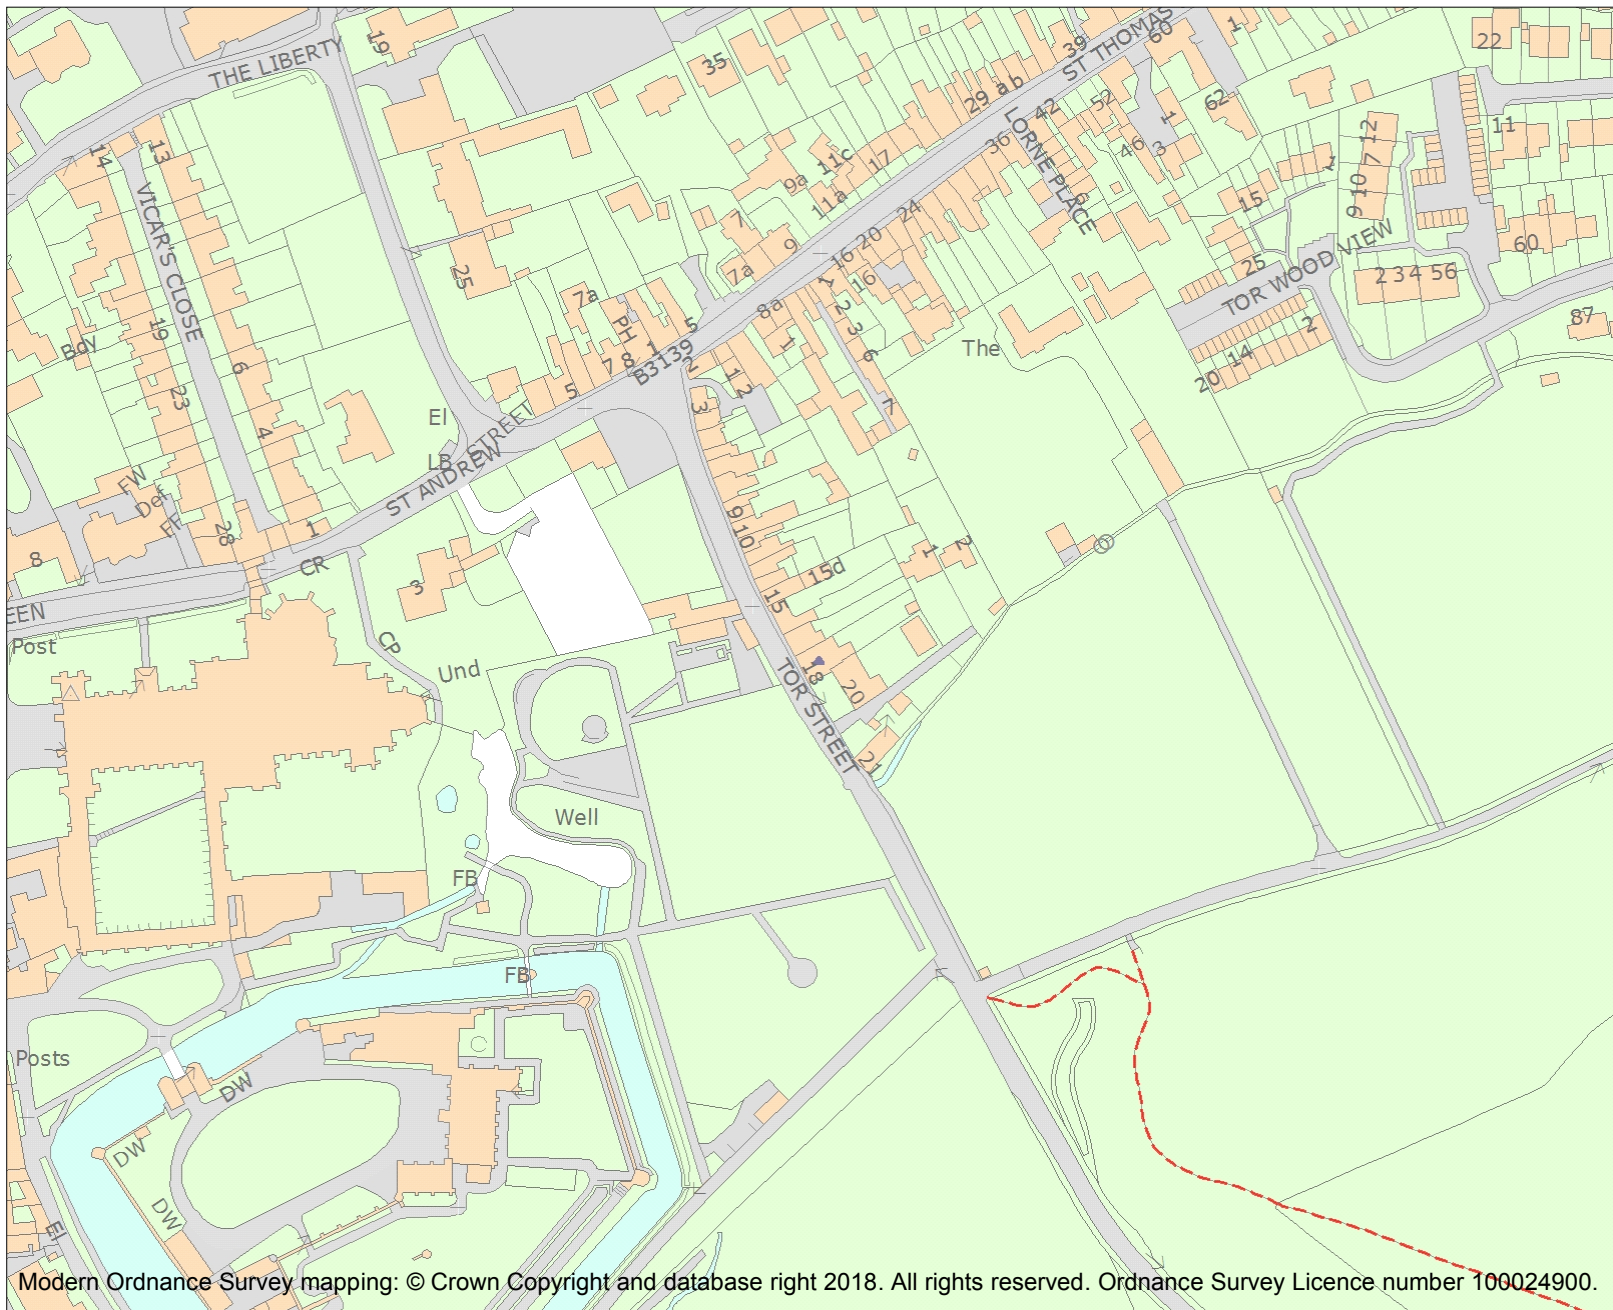 19
THE LIBERTY
35
39
ST THOMAS
60
1
22
29 a b
42
52
62
1
LORNE PLACE
36
46
3
12
11
14
13
VICAR'S CLOSE
11c
17
9a
11a
7
10
9
1
15
6
24
20
16
7
9
7a
25
7a
8a
16
1
2
3
6
25
TOR WOOD VIEW
60
2 3 4 5 6
87
Bdy
19
6
PH
5
1
8
7
B3139
2
1
The
2
14
20
23
5
1 2
3
7
4
El
LB
ST ANDREW STREET
FW
Def
FF
28
1
8
CR
9 10
1
2
15d
3
15
EEN
Post
CP
Und
18
20
TOR STREET
21
Well
FB
FB
Posts
DW
DW
DW
El
Modern Ordnance Survey mapping: © Crown Copyright and database right 2018. All rights reserved. Ordnance Survey Licence number 100024900.